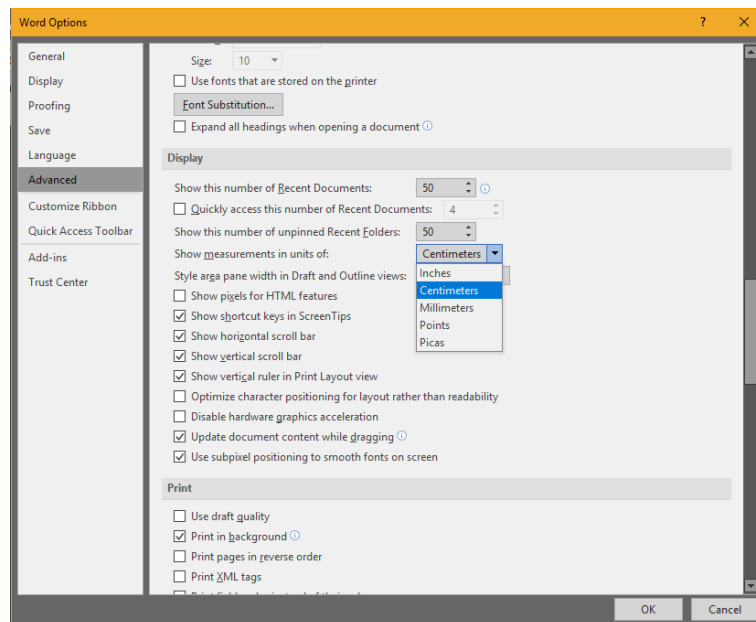 Word Options
?
X
General
Display
Proofing
Save
Language
Advanced
Customize Ribbon
Quick Access Toolbar
Add-ins
Trust Center
Size: 10
Use fonts that are stored on the printer
Font Substitution...
Expand all headings when opening a document
Display
Show this number of Recent Documents: 50
Quickly access this number of Recent Documents: 4
Show this number of unpinned Recent Folders: 50
Show measurements in units of: Centimeters
Style area pane width in Draft and Outline views:
Inches
Centimeters
Millimeters
Points
Picas
Show pixels for HTML features
Show shortcut keys in ScreenTips
Show horizontal scroll bar
Show vertical scroll bar
Show vertical ruler in Print Layout view
Optimize character positioning for layout rather than readability
Disable hardware graphics acceleration
Update document content while dragging
Use subpixel positioning to smooth fonts on screen
Print
Use draft quality
Print in background
Print pages in reverse order
Print XML tags
OK
Cancel